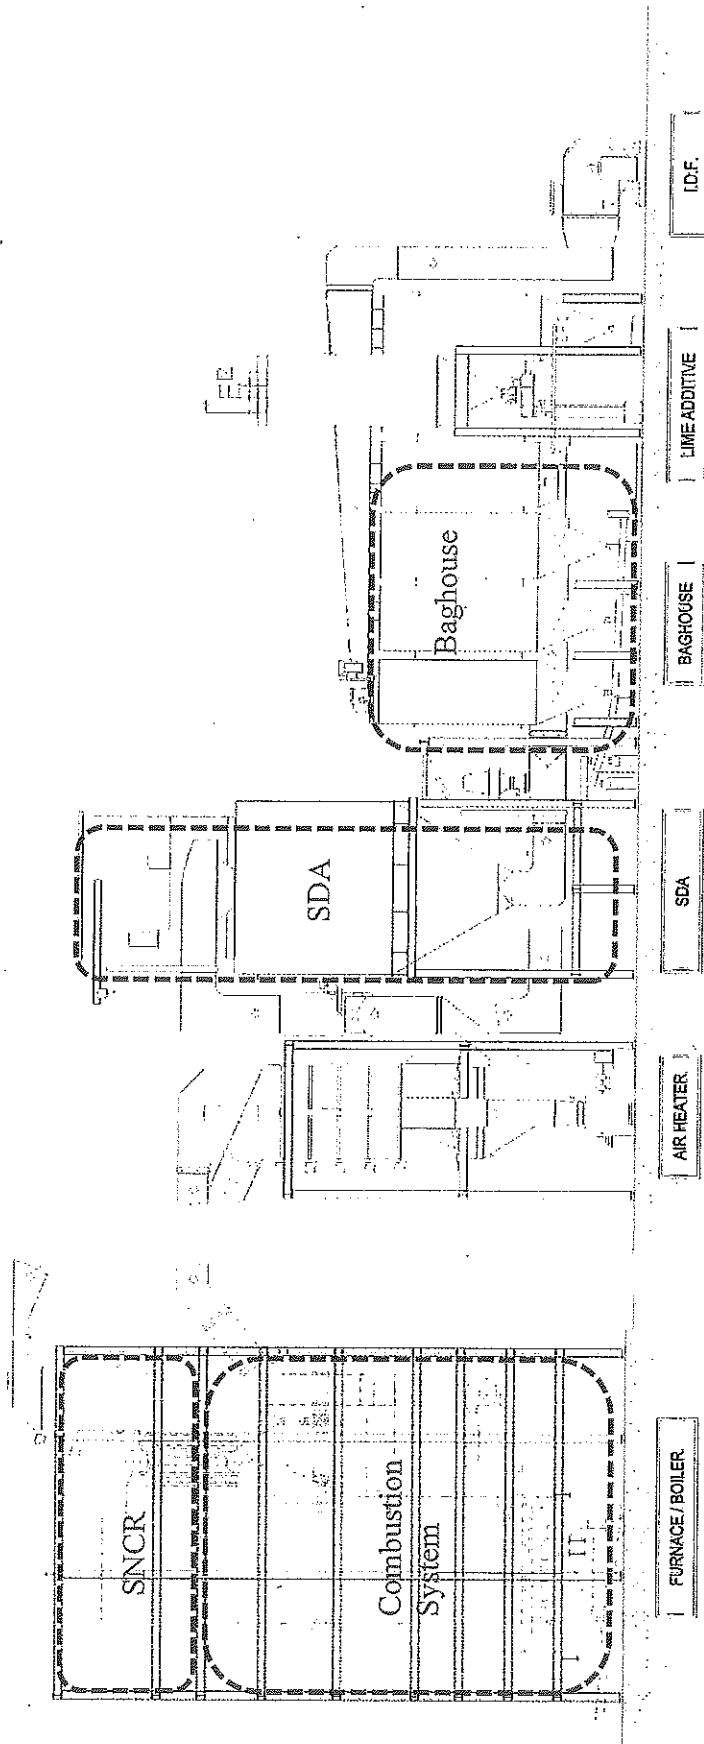 SNCR
Combustion
System
SDA
Baghouse
FURNACE / BOILER
AIR HEATER
SDA
BAGHOUSE
LIME ADDITIVE
I.D.F.